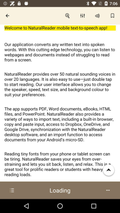 7:06
Welcome to NaturalReader mobile text-to-speech app!
Our application converts any written text into spoken
words. With this cutting edge technology, you can listen to
webpages and documents instead of struggling to read
from a screen.
NaturalReader provides over 50 natural sounding voices in
over 20 languages. It is also easy to use–just double tap
to start reading. Our user interface allows you to change
the speaker, speed, text size, and background colour to
suit your preferences.
The app supports PDF, Word documents, eBooks, HTML
files, and PowerPoint. NaturalReader also provides a
variety of ways to import text, including a built-in browser,
copy and paste input, access to Dropbox, OneDrive, and
Google Drive, synchronization with the NaturalReader
desktop software, and an import function to access
documents from your Android's micro-SD.
Reading tiny fonts from your phone or tablet screen can
be tiring. NaturalReader saves your eyes from over-
straining and lets you sit back, listen, and relax. This is a
great tool for prolific readers or students with heavy
reading loads.
Loading